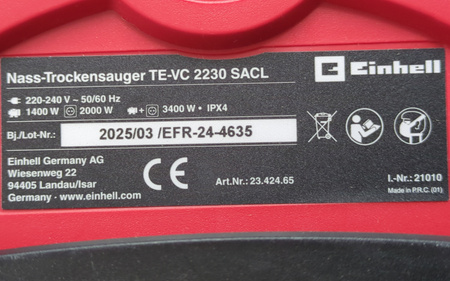 Nass-Trockensauger TE-VC 2230 SACL
Einhell
220-240 V ~ 50/60 Hz
1400 W 2000 W + 3400 W • IPX4
Bj./Lot-Nr.: 2025/03 /EFR-24-4635
Einhell Germany AG
Wiesenweg 22
94405 Landau/Isar
Germany · www.einhell.com
CE
Art.Nr.: 23.424.65
I.-Nr.: 21010
Made in P.R.C. (01)